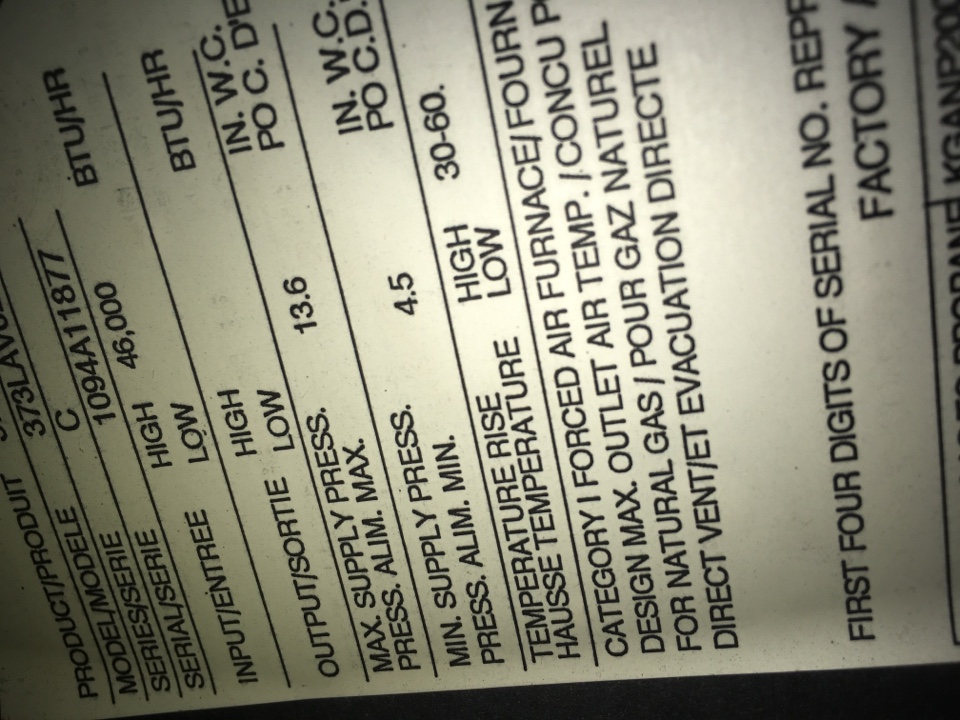 PRODUCT/PRODUIT
MODEL/MODELE 373LAV
SERIES/SERIE C
SERIAL/SERIE 1094A11877
INPUT/ENTREE HIGH 46,000 BTU/HR
LOW
OUTPUT/SORTIE HIGH BTU/HR
LOW
MAX. SUPPLY PRESS. 13.6 IN. W.C.
PRESS. ALIM. MAX. PO C. D'E
MIN. SUPPLY PRESS. 4.5 IN. W.C.
PRESS. ALIM. MIN. PO C.D.
TEMPERATURE RISE HIGH 30-60.
HAUSSE TEMPERATURE LOW
CATEGORY I FORCED AIR FURNACE/ FOURN
DESIGN MAX. OUTLET AIR TEMP. / CONCU P
FOR NATURAL GAS / POUR GAZ NATUREL
DIRECT VENT/ET EVACUATION DIRECTE
FIRST FOUR DIGITS OF SERIAL NO. REPR
FACTORY
PROPANE KGANP200